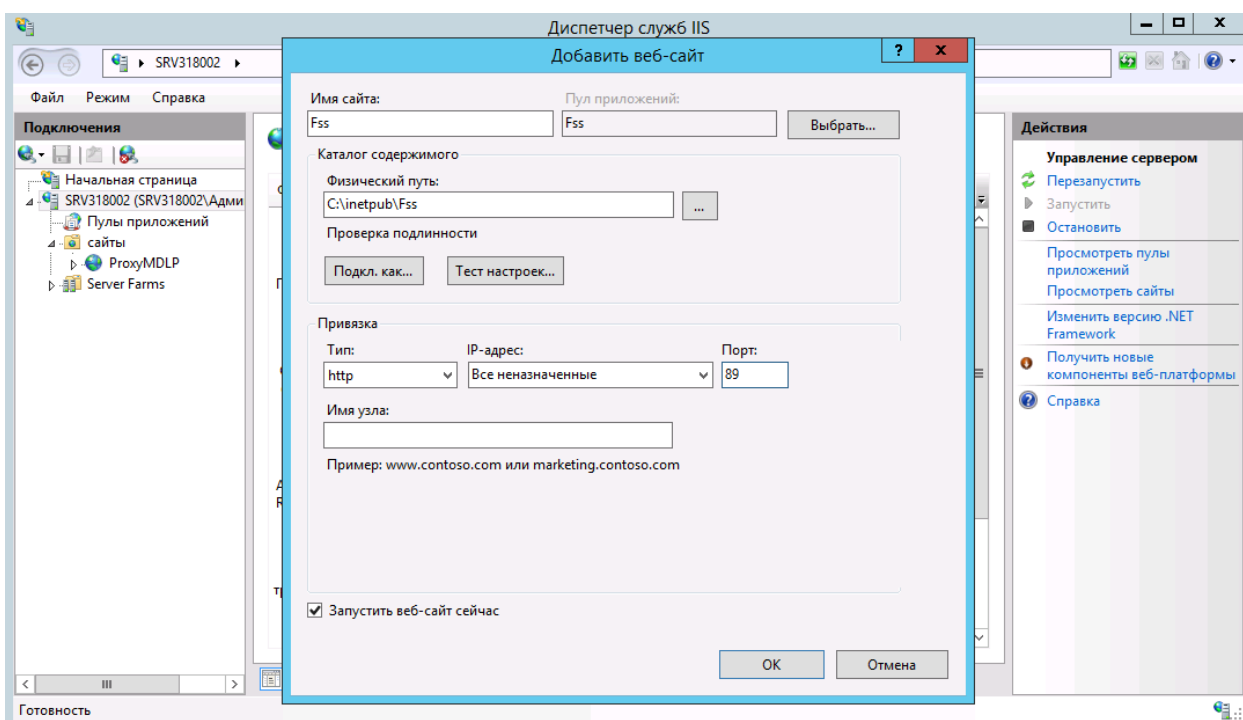 Диспетчер служб IIS
Добавить веб-сайт
SRV318002
Файл Режим Справка
Подключения
Начальная страница
SRV318002 (SRV318002\Адми
Пулы приложений
сайты
ProxyMDLP
Server Farms
Имя сайта:
Fss
Пул приложений:
Fss
Выбрать...
Каталог содержимого
Физический путь:
C:\inetpub\Fss
...
Проверка подлинности
Подкл. как...
Тест настроек...
Привязка
Тип:
http
IP-адрес:
Все неназначенные
Порт:
89
Имя узла:
Пример: www.contoso.com или marketing.contoso.com
Запустить веб-сайт сейчас
OK
Отмена
Действия
Управление сервером
Перезапустить
Запустить
Остановить
Просмотреть пулы
приложений
Просмотреть сайты
Изменить версию .NET
Framework
Получить новые
компоненты веб-платформы
Справка
Готовность